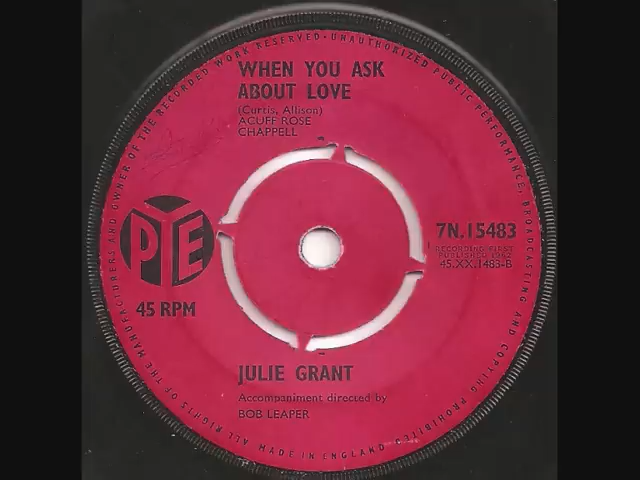 MANUFACTURERS AND OWNER OF THE RECORDED WORK RESERVED · UNAUTHORIZED PUBLIC PERFORMANCE, BROADCASTING AND COPYING PROHIBITED
WHEN YOU ASK
ABOUT LOVE
(Curtis, Allison)
ACUFF ROSE
CHAPPELL
PYE
7N.15483
RECORDING FIRST
PUBLISHED 1962
45.XX.1483-B
45 RPM
JULIE GRANT
Accompaniment directed by
BOB LEAPER
ALL RIGHTS OF THE
MADE IN ENGLAND